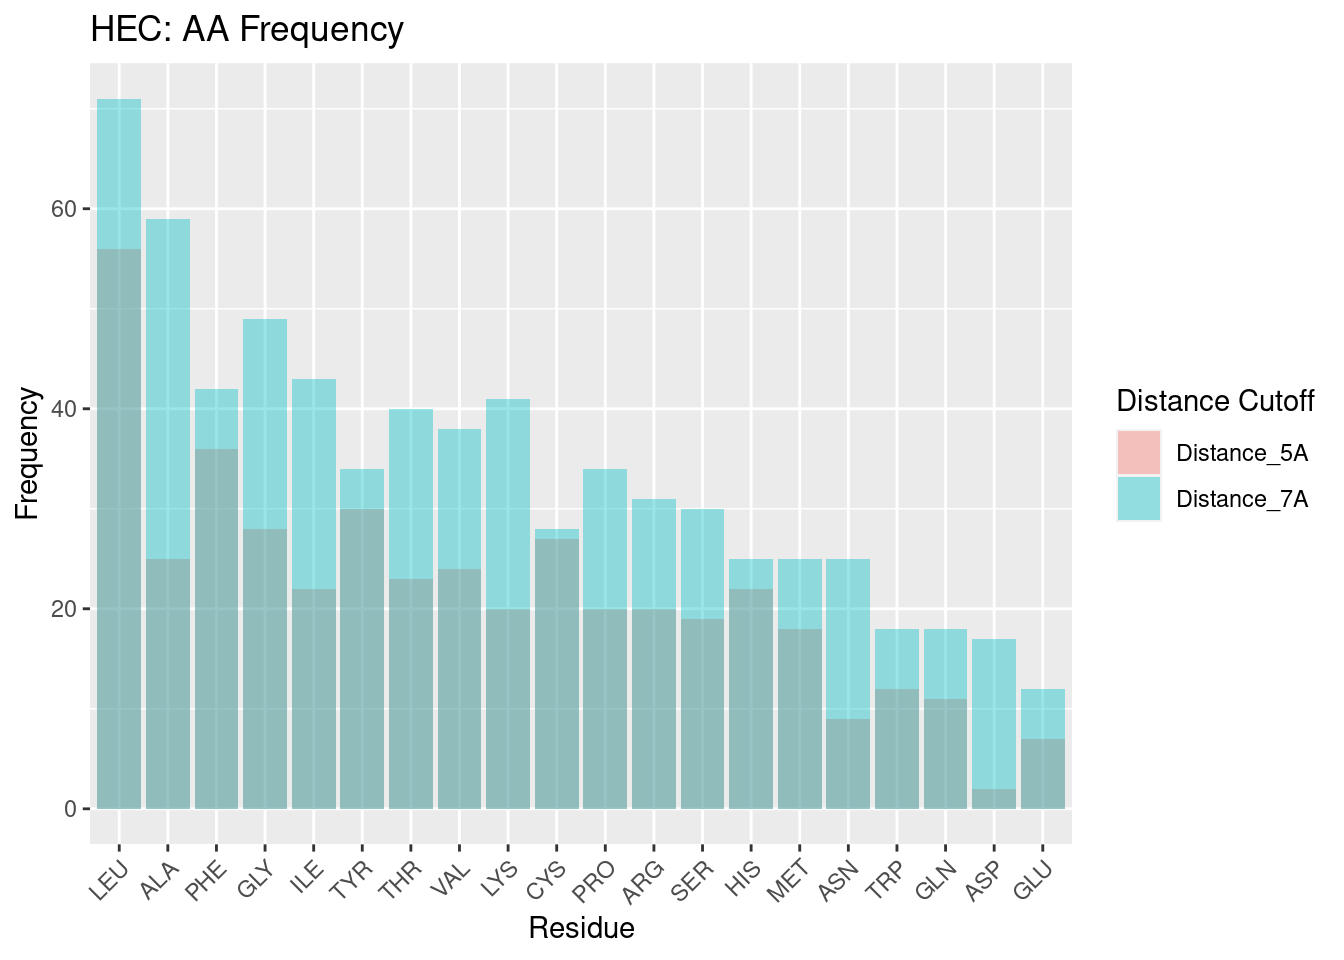 HEC: AA Frequency
Frequency
60
40
20
0
LEU ALA PHE GLY ILE TYR THR VAL LYS CYS PRO ARG SER HIS MET ASN TRP GLN ASP GLU
Residue
Distance Cutoff
Distance_5A
Distance_7A